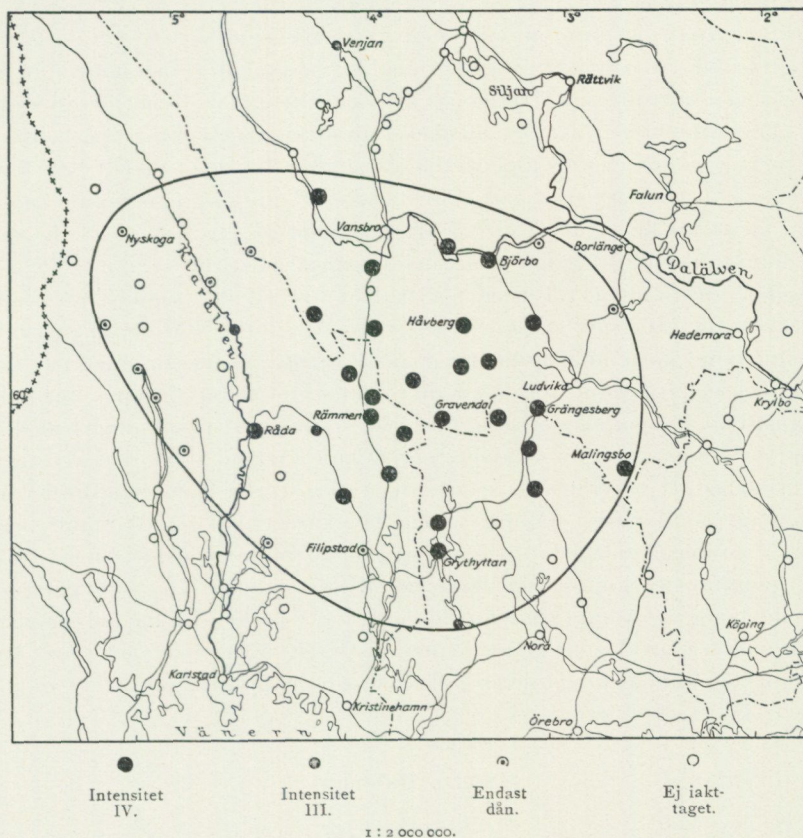 5° 4° 3° 2°
Venjan
Siljan
Rättvik
Falun
Vansbro
Nyskoga
Björbo
Borlänge
Dalälven
Klarälven
Håvberg
Hedemora
60°
Ludvika
Krylbo
Rämmen
Gravendal
Grängesberg
Råda
Malingsbo
Filipstad
Grythyttan
Köping
Nora
Karlstad
Kristinehamn
Vänern
Örebro
Intensitet Intensitet Endast Ej iakt-
IV. III. dån. taget.
1 : 2 000 000.